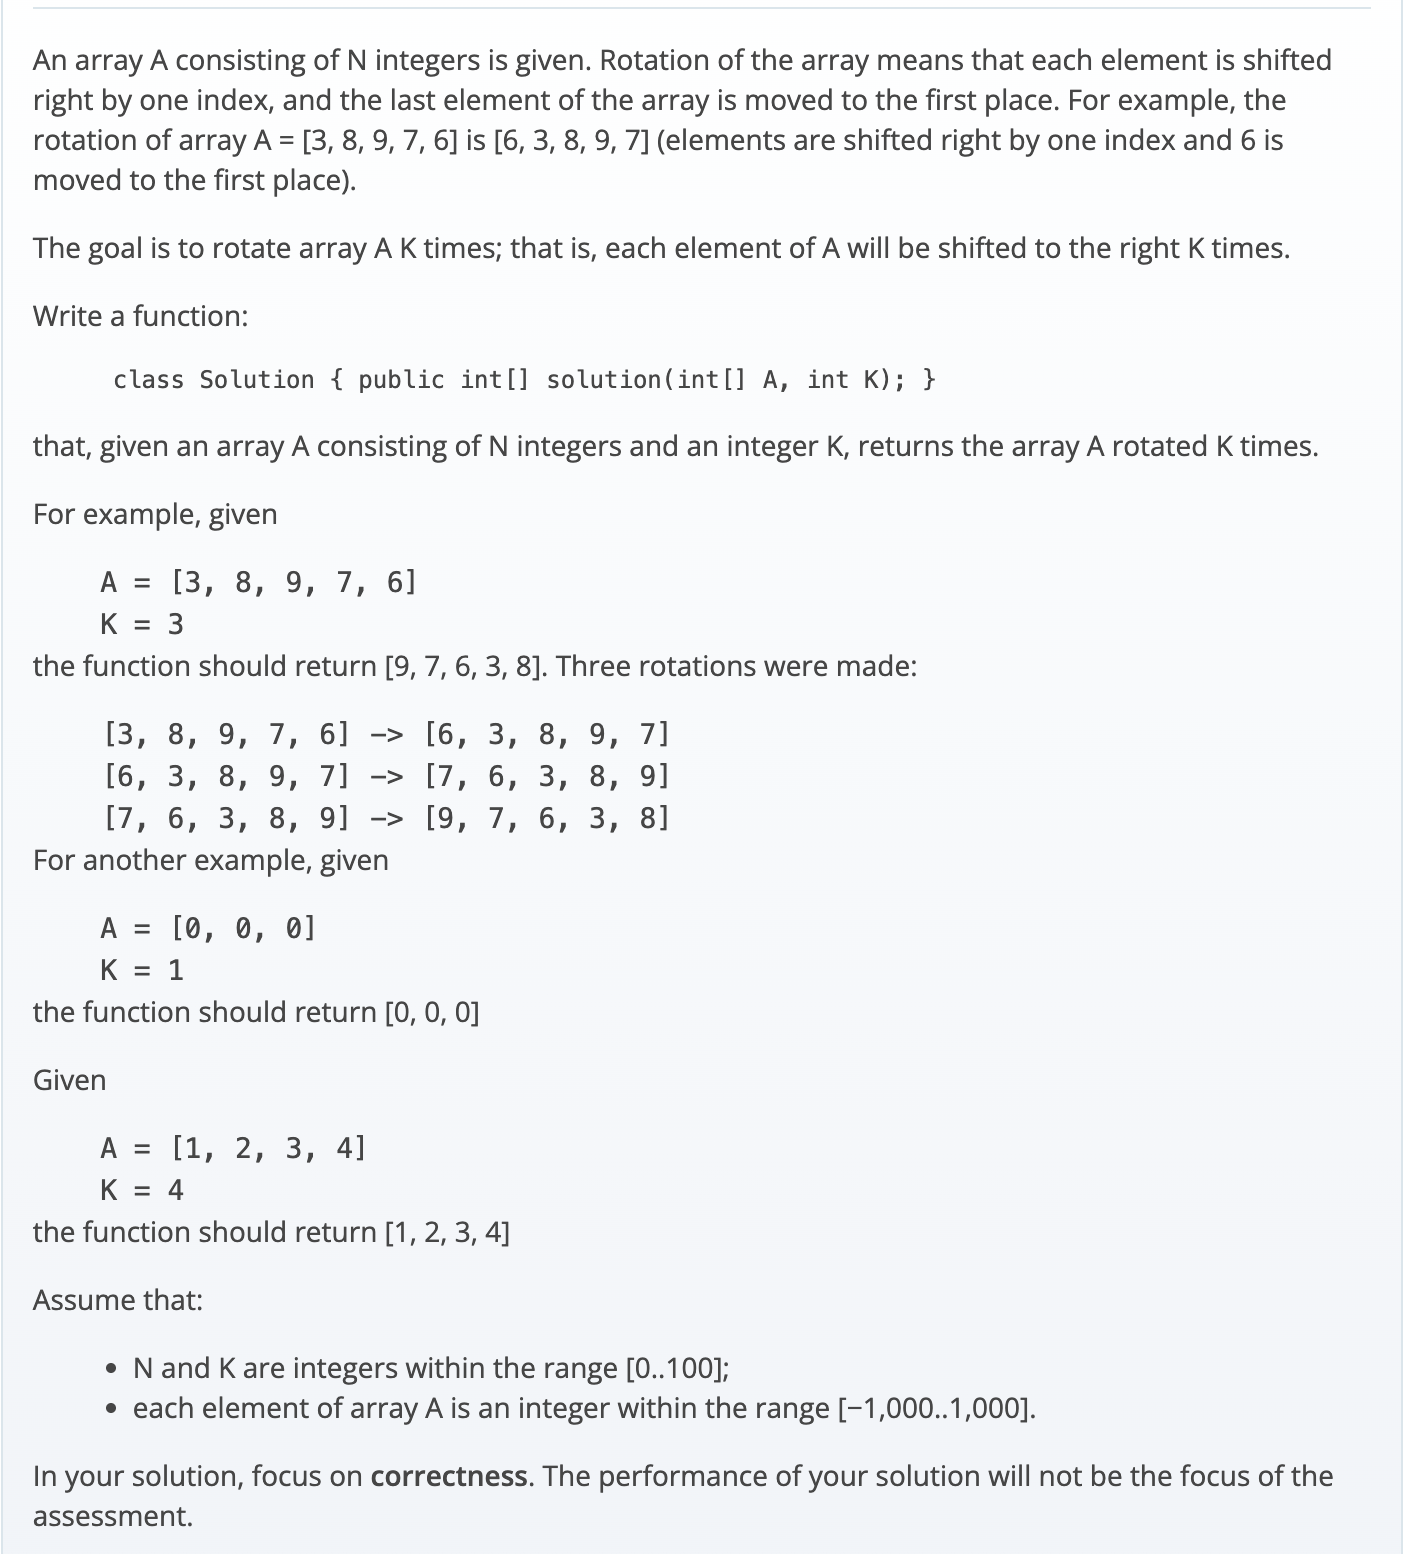 An array A consisting of N integers is given. Rotation of the array means that each element is shifted
right by one index, and the last element of the array is moved to the first place. For example, the
rotation of array A = [3, 8, 9, 7, 6] is [6, 3, 8, 9, 7] (elements are shifted right by one index and 6 is
moved to the first place).
The goal is to rotate array A K times; that is, each element of A will be shifted to the right K times.
Write a function:
class Solution { public int[] solution(int[] A, int K); }
that, given an array A consisting of N integers and an integer K, returns the array A rotated K times.
For example, given
A = [3, 8, 9, 7, 6]
K = 3
the function should return [9, 7, 6, 3, 8]. Three rotations were made:
[3, 8, 9, 7, 6] -> [6, 3, 8, 9, 7]
[6, 3, 8, 9, 7] -> [7, 6, 3, 8, 9]
[7, 6, 3, 8, 9] -> [9, 7, 6, 3, 8]
For another example, given
A = [0, 0, 0]
K = 1
the function should return [0, 0, 0]
Given
A = [1, 2, 3, 4]
K = 4
the function should return [1, 2, 3, 4]
Assume that:
• N and K are integers within the range [0..100];
• each element of array A is an integer within the range [−1,000..1,000].
In your solution, focus on correctness. The performance of your solution will not be the focus of the
assessment.